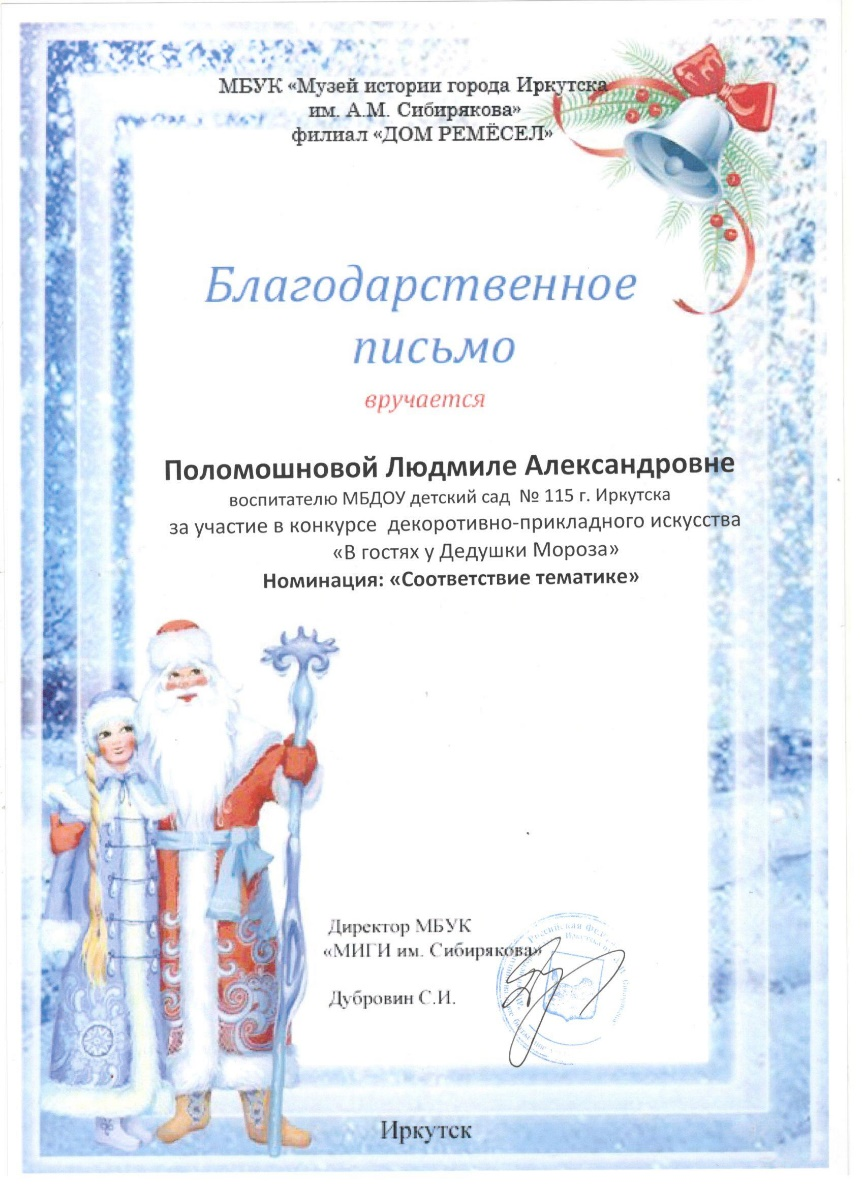 МБУК «Музей истории города Иркутска
им. А.М. Сибирякова»
филиал «ДОМ РЕМЁСЕЛ»
Благодарственное
письмо
вручается
Поломошновой Людмиле Александровне
воспитателю МБДОУ детский сад № 115 г. Иркутска
за участие в конкурсе декоротивно-прикладного искусства
«В гостях у Дедушки Мороза»
Номинация: «Соответствие тематике»
Директор МБУК
«МИГИ им. Сибирякова»
Дубровин С.И.
Иркутск